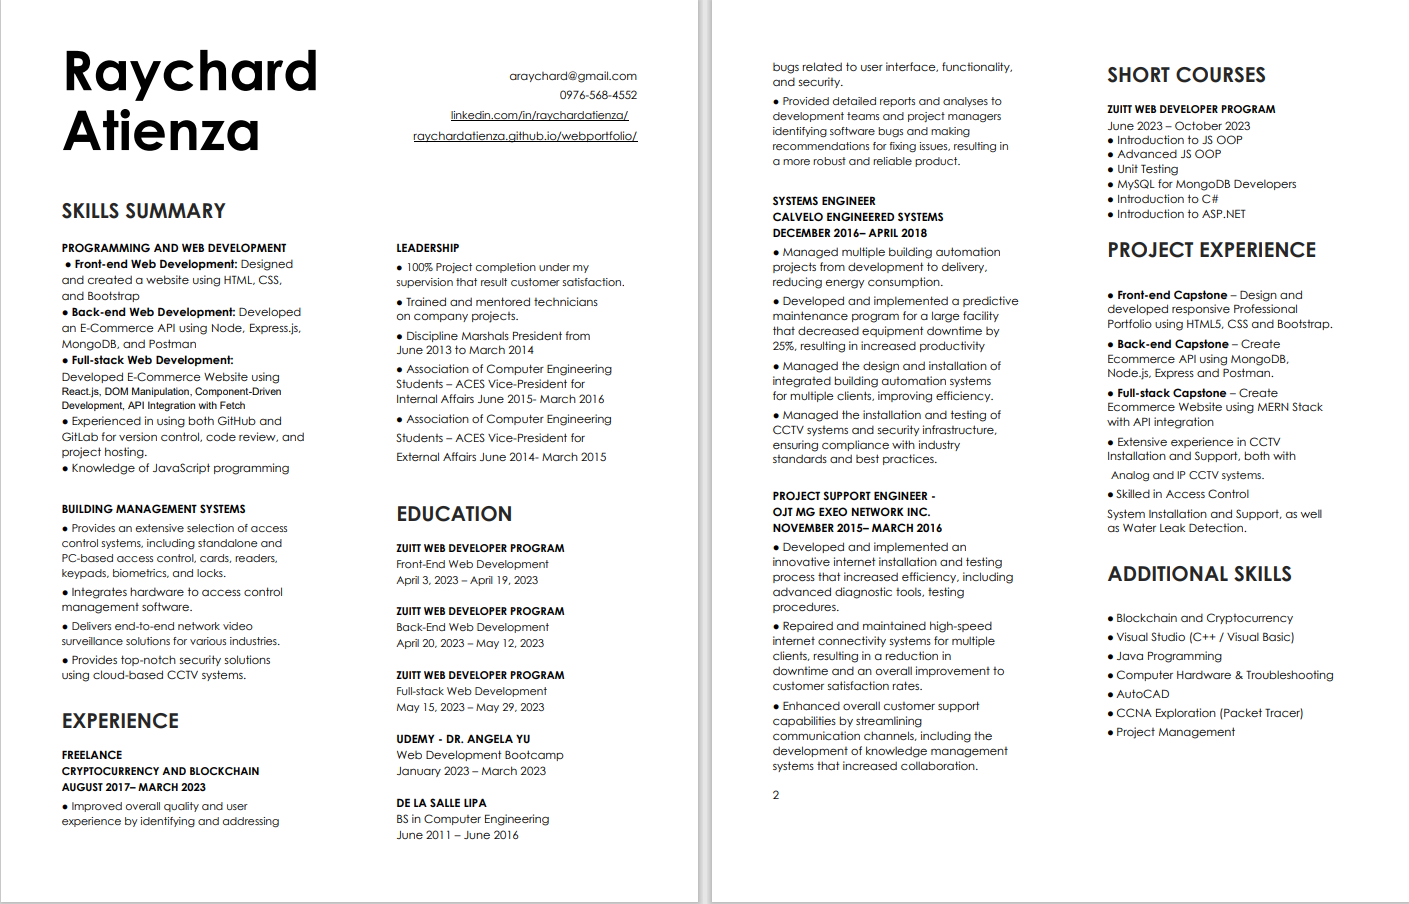 Raychard
Atienza
araychard@gmail.com
0976-568-4552
linkedin.com/in/raychardatienza/
raychardatienza.github.io/webportfolio/
SKILLS SUMMARY
PROGRAMMING AND WEB DEVELOPMENT
● Front-end Web Development: Designed
and created a website using HTML, CSS,
and Bootstrap
● Back-end Web Development: Developed
an E-Commerce API using Node, Express.js,
MongoDB, and Postman
● Full-stack Web Development:
Developed E-Commerce Website using
React.js, DOM Manipulation, Component-Driven
Development, API Integration with Fetch
● Experienced in using both GitHub and
GitLab for version control, code review, and
project hosting.
● Knowledge of JavaScript programming
BUILDING MANAGEMENT SYSTEMS
● Provides an extensive selection of access
control systems, including standalone and
PC-based access control, cards, readers,
keypads, biometrics, and locks.
● Integrates hardware to access control
management software.
● Delivers end-to-end network video
surveillance solutions for various industries.
● Provides top-notch security solutions
using cloud-based CCTV systems.
EXPERIENCE
FREELANCE
CRYPTOCURRENCY AND BLOCKCHAIN
AUGUST 2017– MARCH 2023
● Improved overall quality and user
experience by identifying and addressing
LEADERSHIP
● 100% Project completion under my
supervision that result customer satisfaction.
● Trained and mentored technicians
on company projects.
● Discipline Marshals President from
June 2013 to March 2014
● Association of Computer Engineering
Students – ACES Vice-President for
Internal Affairs June 2015- March 2016
● Association of Computer Engineering
Students – ACES Vice-President for
External Affairs June 2014- March 2015
EDUCATION
ZUITT WEB DEVELOPER PROGRAM
Front-End Web Development
April 3, 2023 – April 19, 2023
ZUITT WEB DEVELOPER PROGRAM
Back-End Web Development
April 20, 2023 – May 12, 2023
ZUITT WEB DEVELOPER PROGRAM
Full-stack Web Development
May 15, 2023 – May 29, 2023
UDEMY - DR. ANGELA YU
Web Development Bootcamp
January 2023 – March 2023
DE LA SALLE LIPA
BS in Computer Engineering
June 2011 – June 2016
bugs related to user interface, functionality,
and security.
● Provided detailed reports and analyses to
development teams and project managers
identifying software bugs and making
recommendations for fixing issues, resulting in
a more robust and reliable product.
SYSTEMS ENGINEER
CALVELO ENGINEERED SYSTEMS
DECEMBER 2016– APRIL 2018
● Managed multiple building automation
projects from development to delivery,
reducing energy consumption.
● Developed and implemented a predictive
maintenance program for a large facility
that decreased equipment downtime by
25%, resulting in increased productivity
● Managed the design and installation of
integrated building automation systems
for multiple clients, improving efficiency.
● Managed the installation and testing of
CCTV systems and security infrastructure,
ensuring compliance with industry
standards and best practices.
PROJECT SUPPORT ENGINEER -
OJT MG EXEO NETWORK INC.
NOVEMBER 2015– MARCH 2016
● Developed and implemented an
innovative internet installation and testing
process that increased efficiency, including
advanced diagnostic tools, testing
procedures.
● Repaired and maintained high-speed
internet connectivity systems for multiple
clients, resulting in a reduction in
downtime and an overall improvement to
customer satisfaction rates.
● Enhanced overall customer support
capabilities by streamlining
communication channels, including the
development of knowledge management
systems that increased collaboration.
2
SHORT COURSES
ZUITT WEB DEVELOPER PROGRAM
June 2023 – October 2023
● Introduction to JS OOP
● Advanced JS OOP
● Unit Testing
● MySQL for MongoDB Developers
● Introduction to C#
● Introduction to ASP.NET
PROJECT EXPERIENCE
● Front-end Capstone – Design and
developed responsive Professional
Portfolio using HTML5, CSS and Bootstrap.
● Back-end Capstone – Create
Ecommerce API using MongoDB,
Node.js, Express and Postman.
● Full-stack Capstone – Create
Ecommerce Website using MERN Stack
with API integration
● Extensive experience in CCTV
Installation and Support, both with
Analog and IP CCTV systems.
● Skilled in Access Control
System Installation and Support, as well
as Water Leak Detection.
ADDITIONAL SKILLS
● Blockchain and Cryptocurrency
● Visual Studio (C++ / Visual Basic)
● Java Programming
● Computer Hardware & Troubleshooting
● AutoCAD
● CCNA Exploration (Packet Tracer)
● Project Management